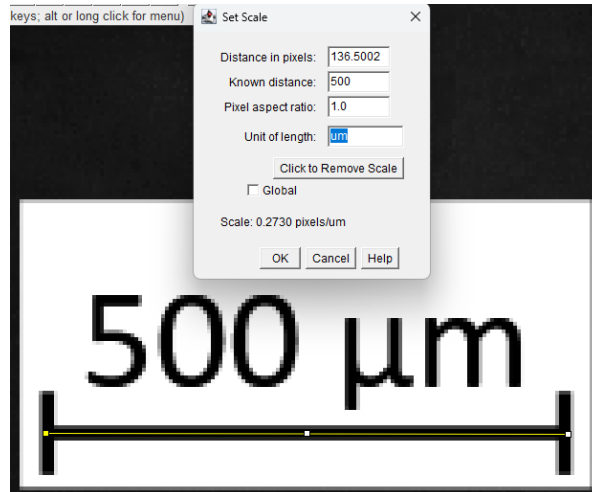 keys; alt or long click for menu)
Set Scale
Distance in pixels: 136.5002
Known distance: 500
Pixel aspect ratio: 1.0
Unit of length: um
Click to Remove Scale
Global
Scale: 0.2730 pixels/um
OK Cancel Help
500 µm